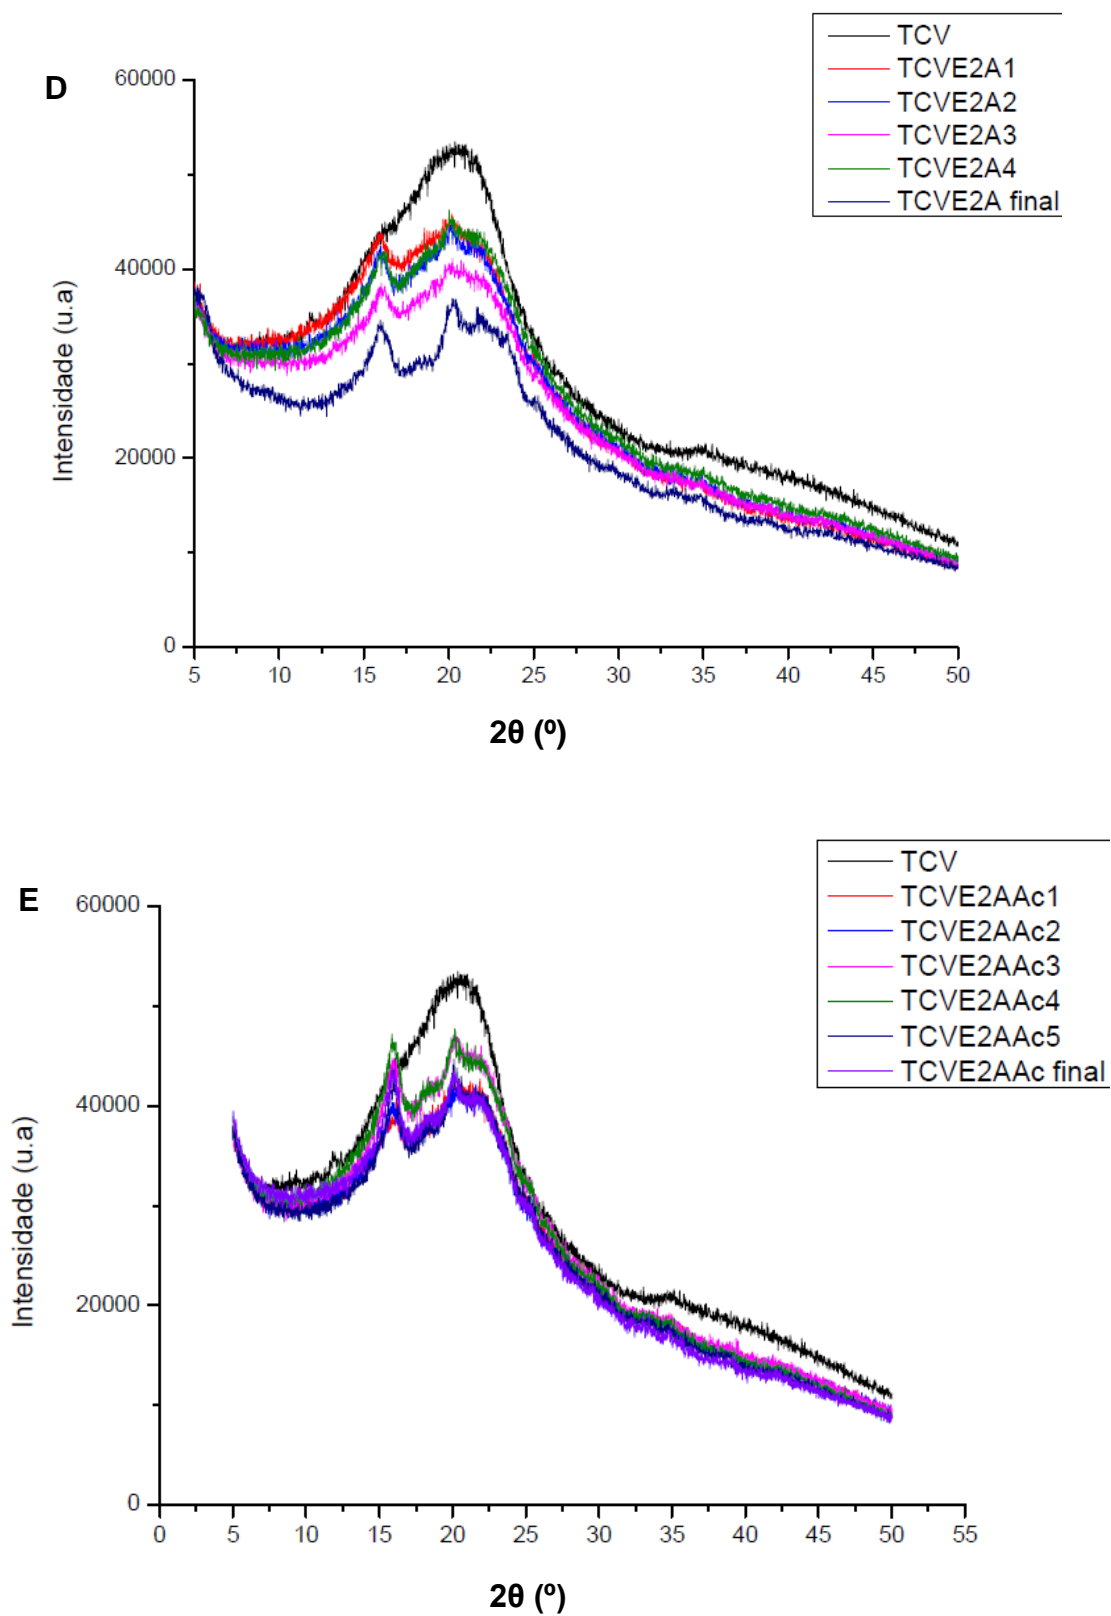 D
TCV
TCVE2A1
TCVE2A2
TCVE2A3
TCVE2A4
TCVE2A final
60000
40000
20000
0
Intensidade (u.a)
5 10 15 20 25 30 35 40 45 50
2θ (º)
E
TCV
TCVE2AAc1
TCVE2AAc2
TCVE2AAc3
TCVE2AAc4
TCVE2AAc5
TCVE2AAc final
60000
40000
20000
0
Intensidade (u.a)
0 5 10 15 20 25 30 35 40 45 50 55
2θ (º)